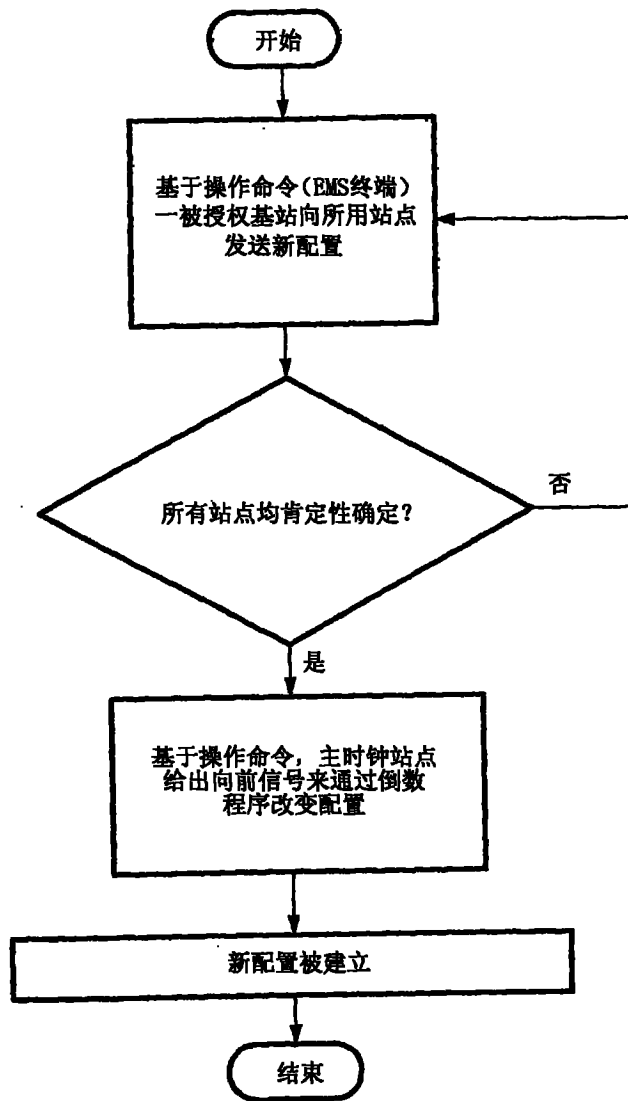 开始
基于操作命令(EMS终端)
一被授权基站向所用站点
发送新配置
所有站点均肯定性确定?
否
是
基于操作命令,主时钟站点
给出向前信号来通过倒数
程序改变配置
新配置被建立
结束